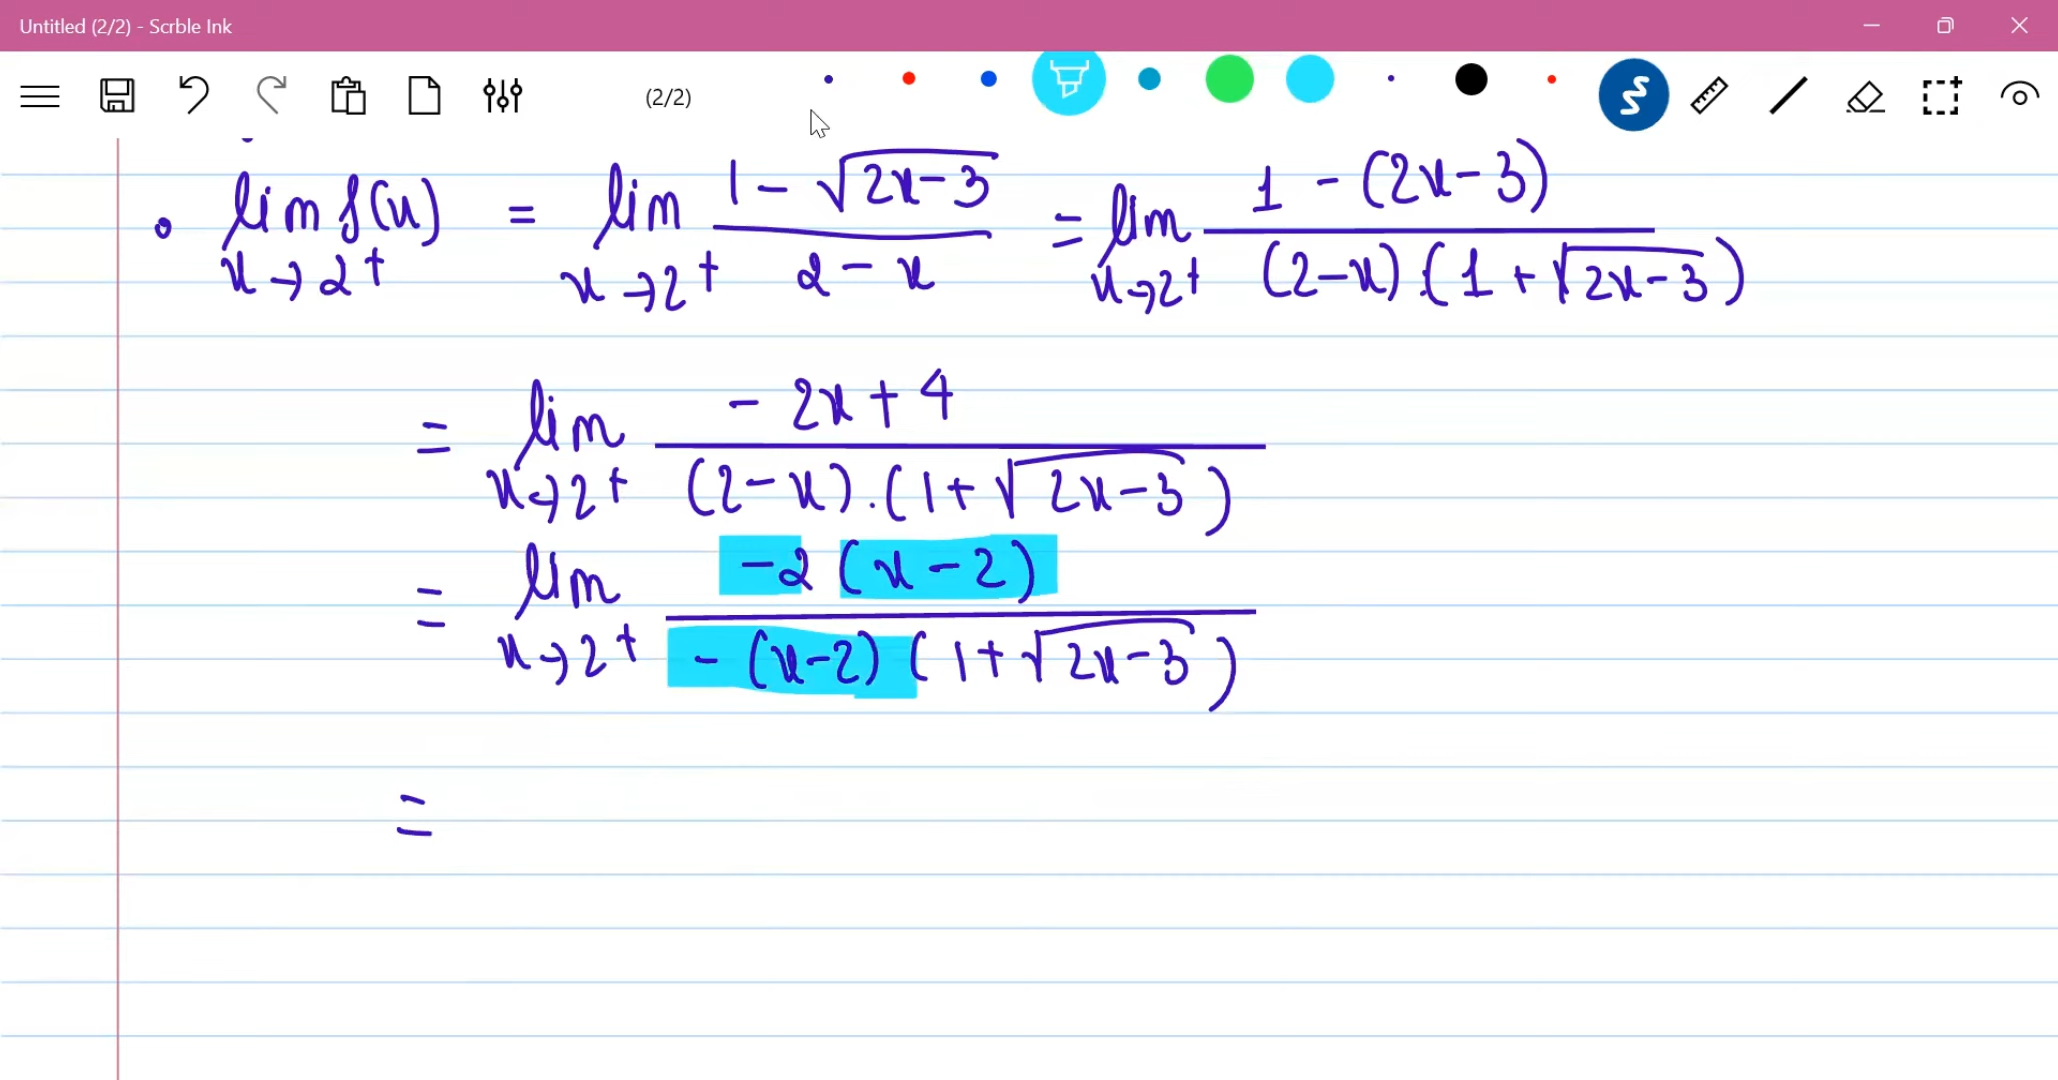 Untitled (2/2) - Scrble Ink
(2/2)
• lim f(x) = lim (1 - √(2x-3))/(2-x) = lim (1 - (2x-3))/((2-x).(1+√(2x-3)))
x→2⁺ x→2⁺ x→2⁺
= lim (-2x+4)/((2-x).(1+√(2x-3)))
x→2⁺
= lim (-2(x-2))/(-(x-2)(1+√(2x-3)))
x→2⁺
=